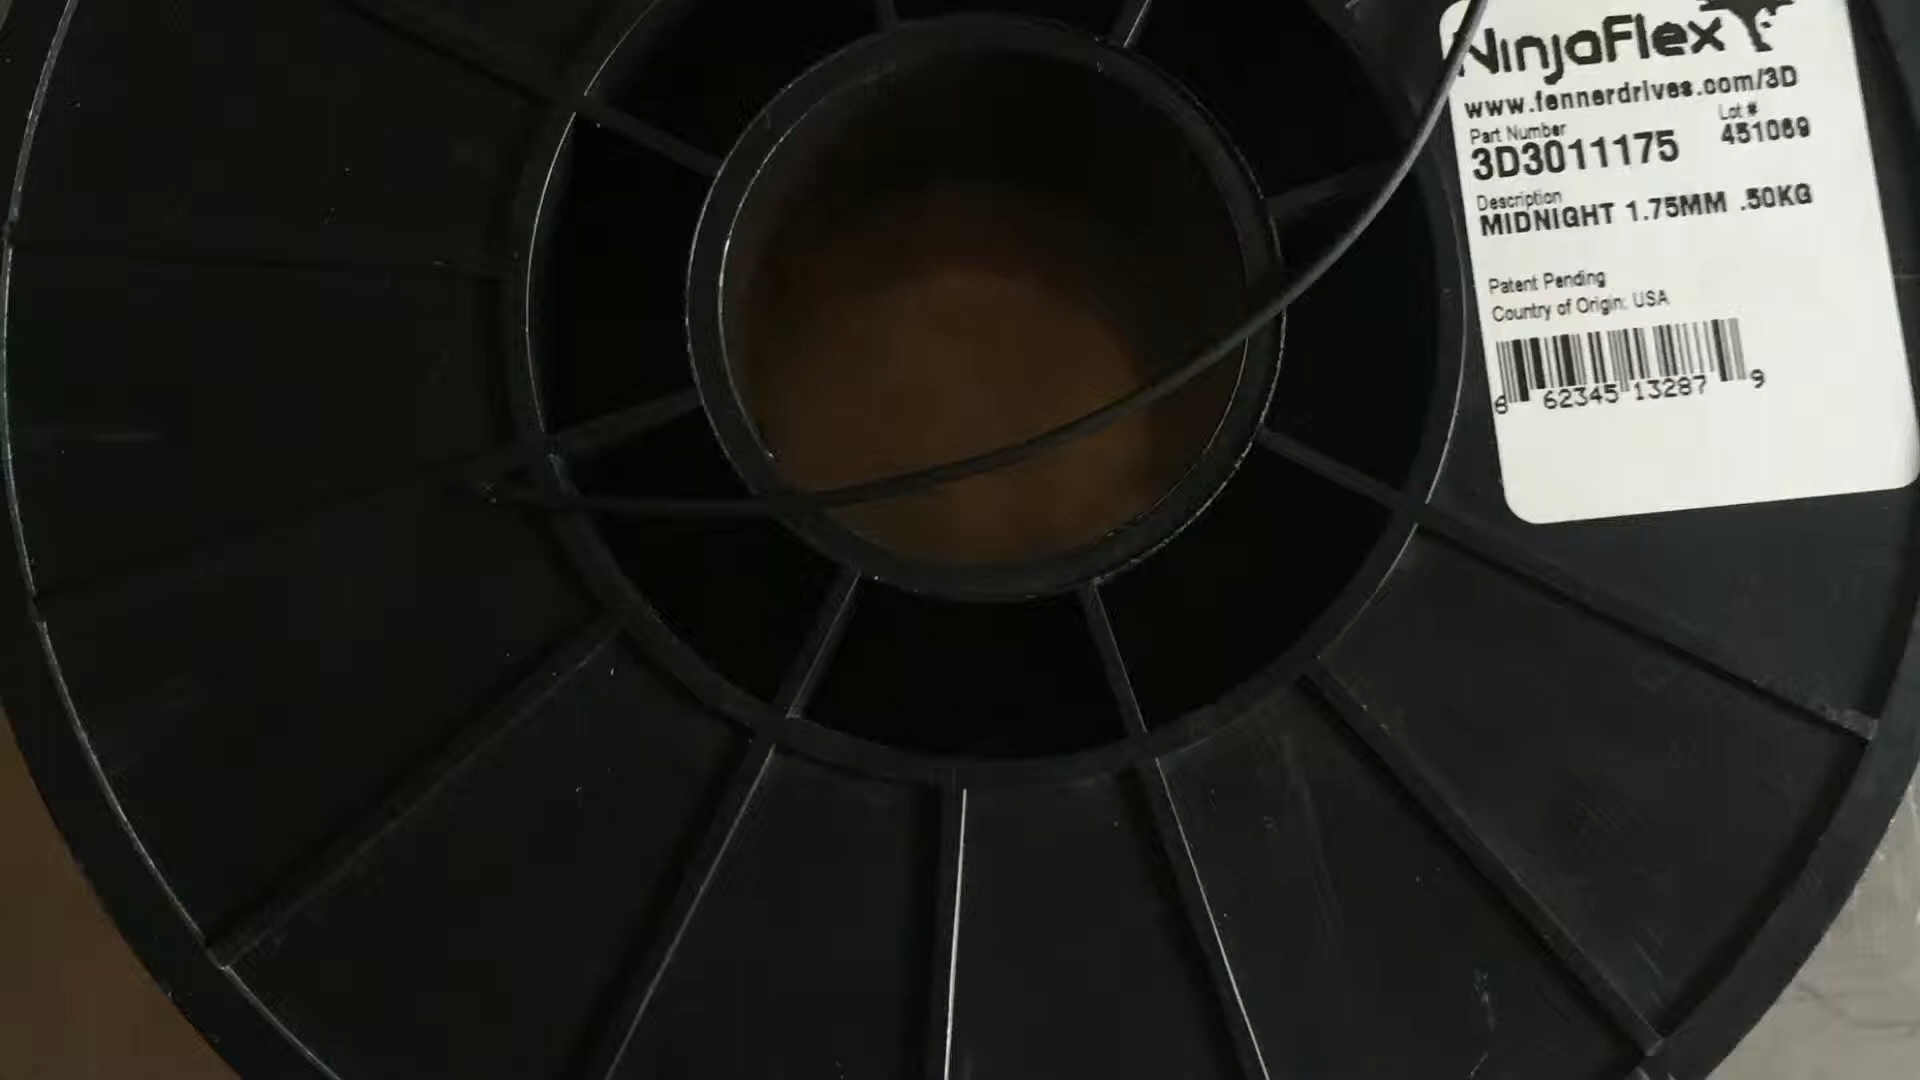 NinjaFlex
www.fennerdrives.com/3D
Part Number Lot #
3D3011175 451069
Description
MIDNIGHT 1.75MM .50KG
Patent Pending
Country of Origin: USA
6 62345 13287 9